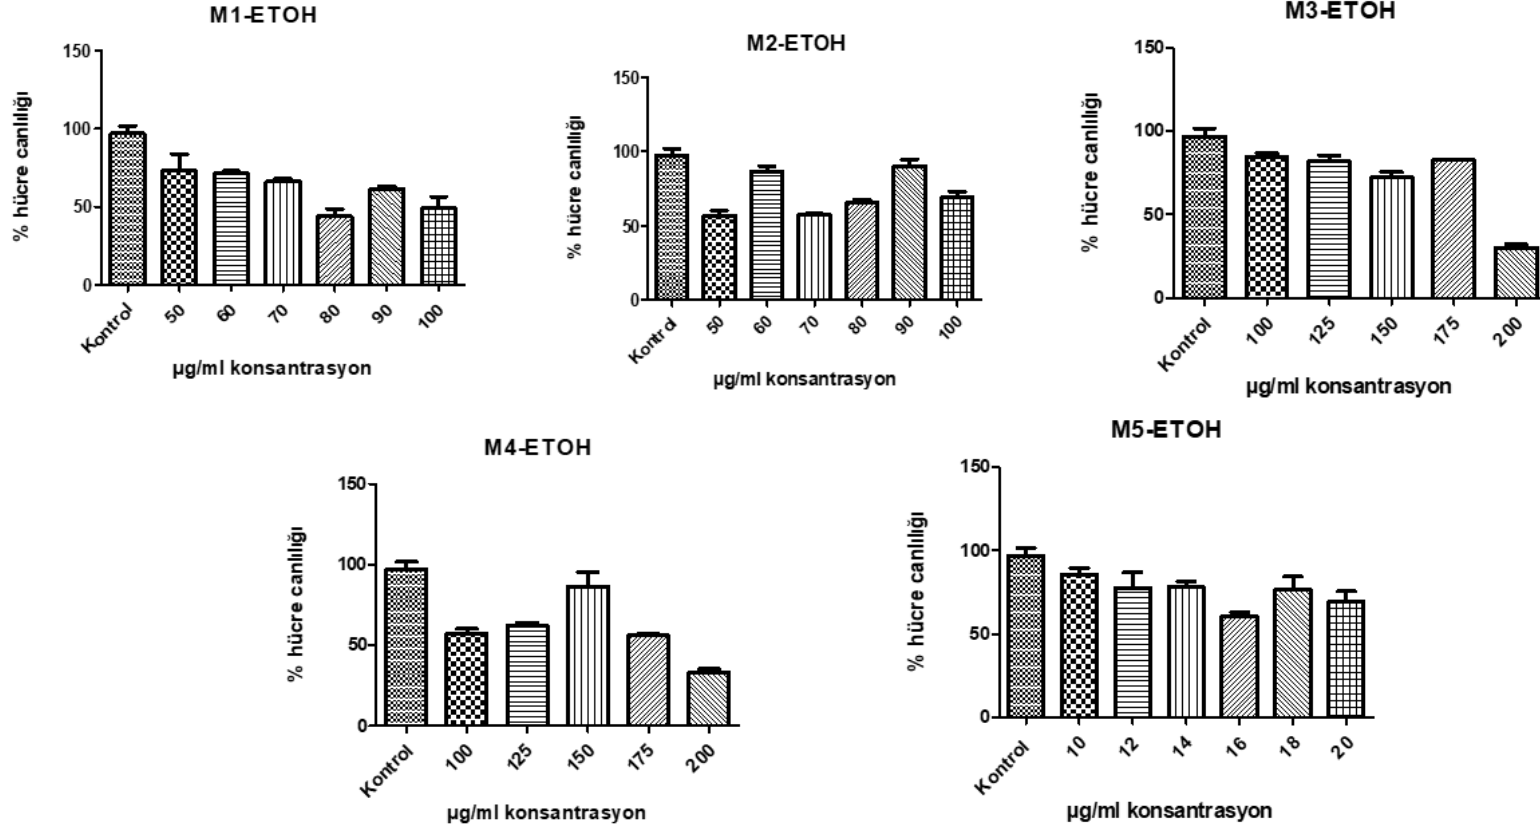 M1-ETOH
150
100
50
0
% hücre canlılığı
Kontrol
50
60
70
80
90
100
µg/ml konsantrasyon
M2-ETOH
150
100
50
0
% hücre canlılığı
Kontrol
50
60
70
80
90
100
µg/ml konsantrasyon
M3-ETOH
150
100
50
0
% hücre canlılığı
Kontrol
100
125
150
175
200
µg/ml konsantrasyon
M4-ETOH
150
100
50
0
% hücre canlılığı
Kontrol
100
125
150
175
200
µg/ml konsantrasyon
M5-ETOH
150
100
50
0
% hücre canlılığı
Kontrol
10
12
14
16
18
20
µg/ml konsantrasyon